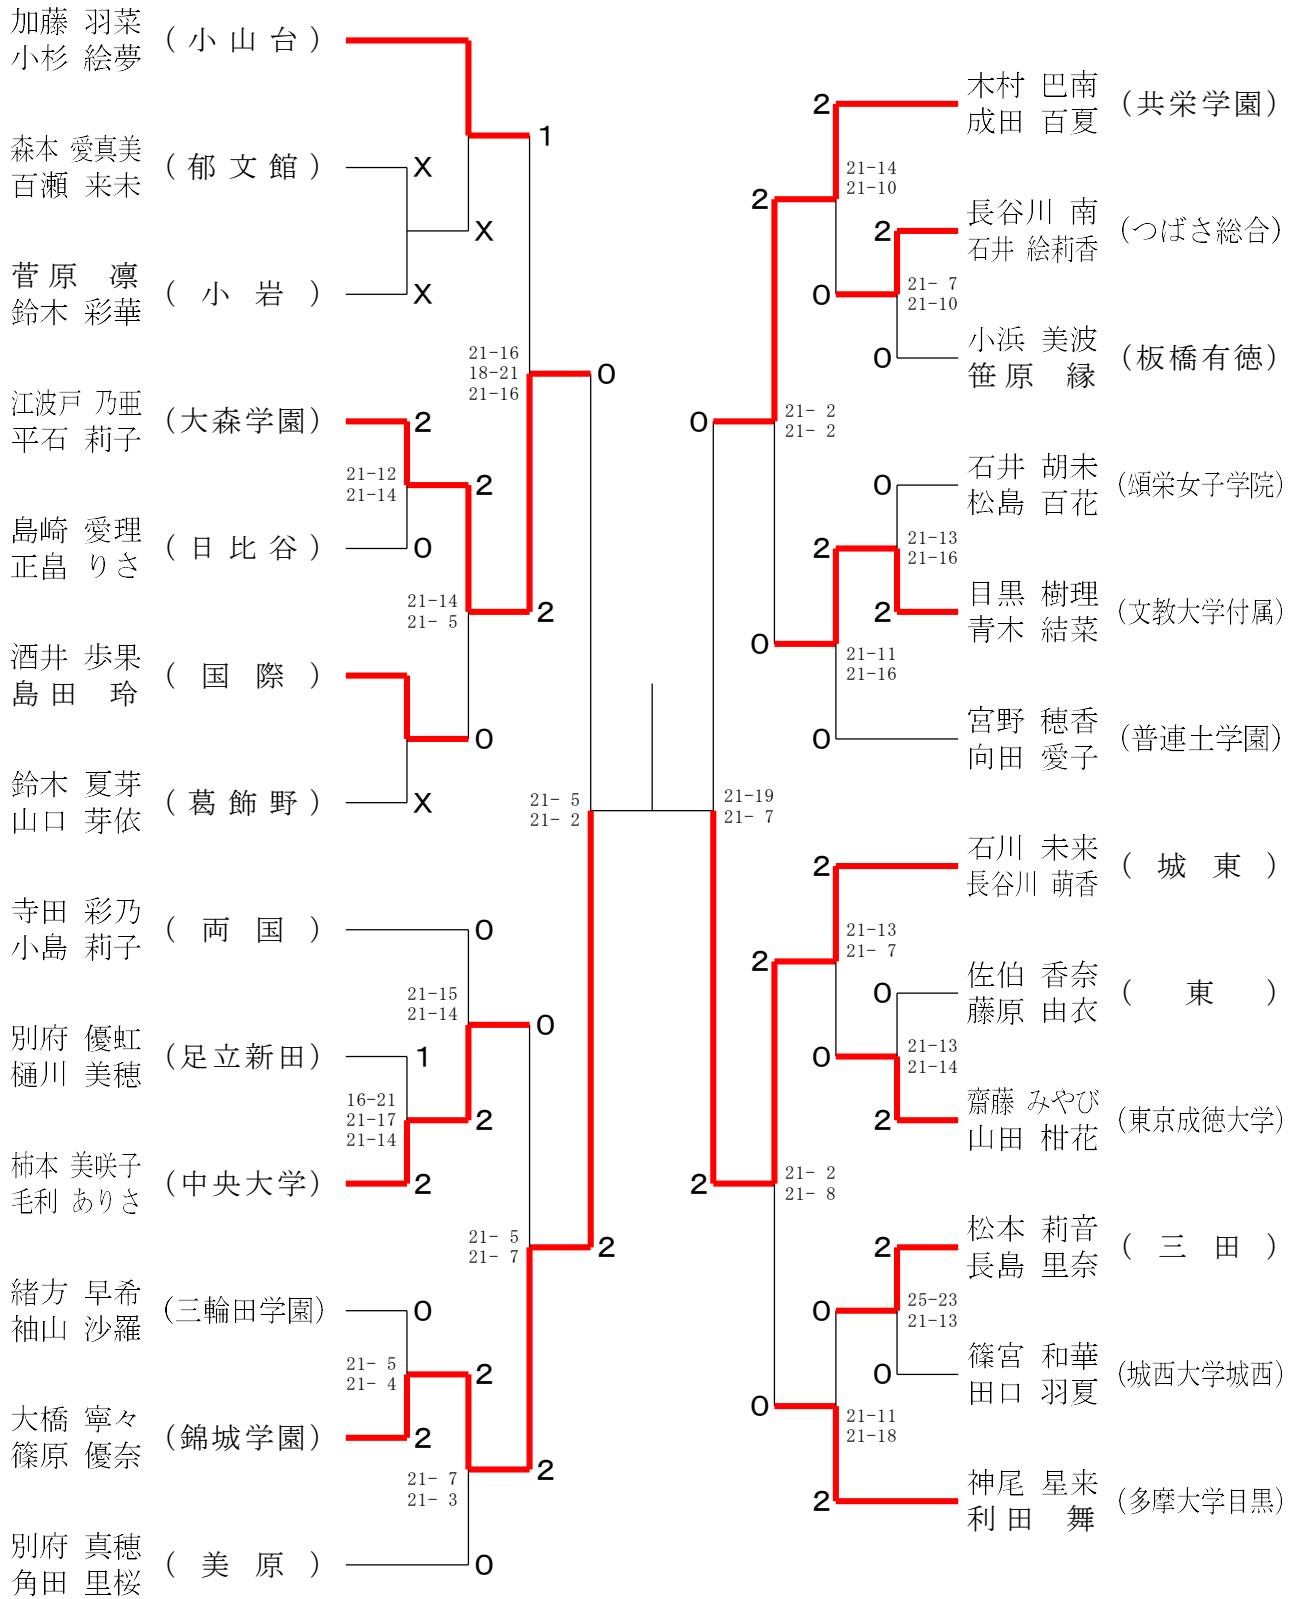 加藤 羽菜
小杉 絵夢
(小山台)
森本 愛真美
百瀬 来未
(郁文館)
X
菅原 凛
鈴木 彩華
(小岩)
X
X
1
江波戸 乃亜
平石 莉子
(大森学園)
2
21-12
21-14
島崎 愛理
正畠 りさ
(日比谷)
0
2
酒井 歩果
島田 玲
(国際)
鈴木 夏芽
山口 芽依
(葛飾野)
X
0
21-14
21- 5
2
21-16
18-21
21-16
0
寺田 彩乃
小島 莉子
(両国)
0
別府 優虹
樋川 美穂
(足立新田)
1
16-21
21-17
21-14
柿本 美咲子
毛利 ありさ
(中央大学)
2
2
21-15
21-14
0
緒方 早希
袖山 沙羅
(三輪田学園)
0
21- 5
21- 4
大橋 寧々
篠原 優奈
(錦城学園)
2
2
21- 7
21- 3
別府 真穂
角田 里桜
(美原)
0
2
21- 5
21- 7
2
21- 5
21- 2
木村 巴南
成田 百夏
(共栄学園)
2
21-14
21-10
長谷川 南
石井 絵莉香
(つばさ総合)
2
21- 7
21-10
小浜 美波
笹原 縁
(板橋有徳)
0
0
2
石井 胡未
松島 百花
(頌栄女子学院)
0
21-13
21-16
目黒 樹理
青木 結菜
(文教大学付属)
2
2
21-11
21-16
宮野 穂香
向田 愛子
(普連土学園)
0
0
21- 2
21- 2
0
石川 未来
長谷川 萌香
(城東)
2
21-13
21- 7
佐伯 香奈
藤原 由衣
(東)
0
21-13
21-14
齋藤 みやび
山田 柑花
(東京成徳大学)
2
0
2
松本 莉音
長島 里奈
(三田)
2
25-23
21-13
篠宮 和華
田口 羽夏
(城西大学城西)
0
0
21-11
21-18
神尾 星来
利田 舞
(多摩大学目黒)
2
0
21- 2
21- 8
2
21-19
21- 7